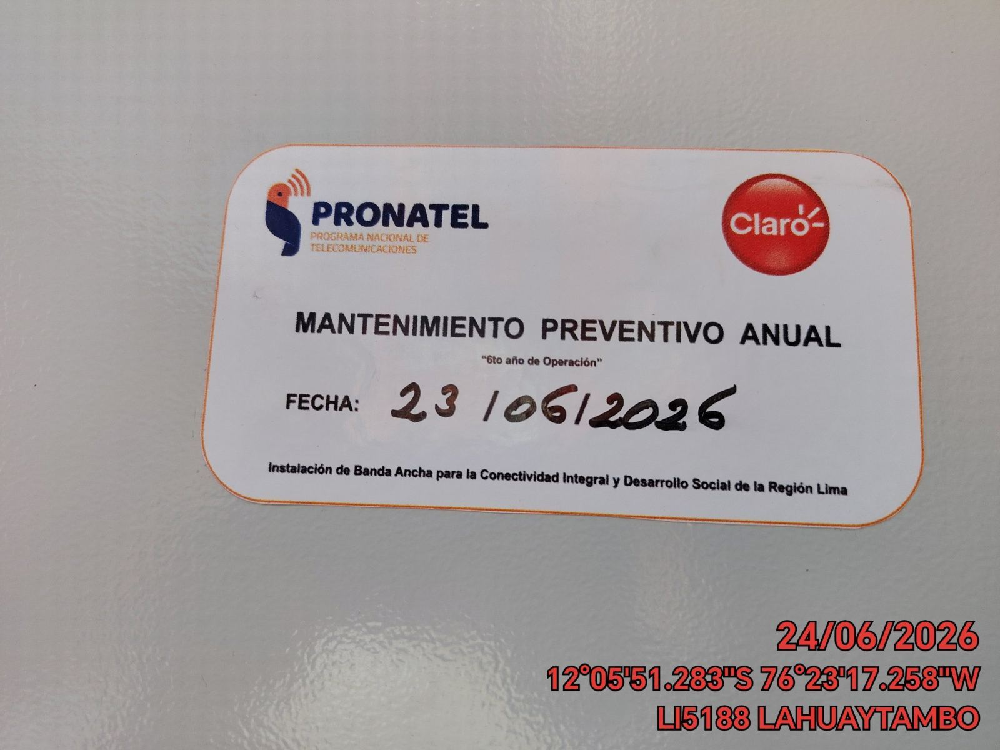 PRONATEL
PROGRAMA NACIONAL DE
TELECOMUNICACIONES
Claro
MANTENIMIENTO PREVENTIVO ANUAL
“6to año de Operación”
FECHA: 23/06/2026
Instalación de Banda Ancha para la Conectividad Integral y Desarrollo Social de la Región Lima
24/06/2026
12°05'51.283"S 76°23'17.258"W
LI5188 LAHUAYTAMBO